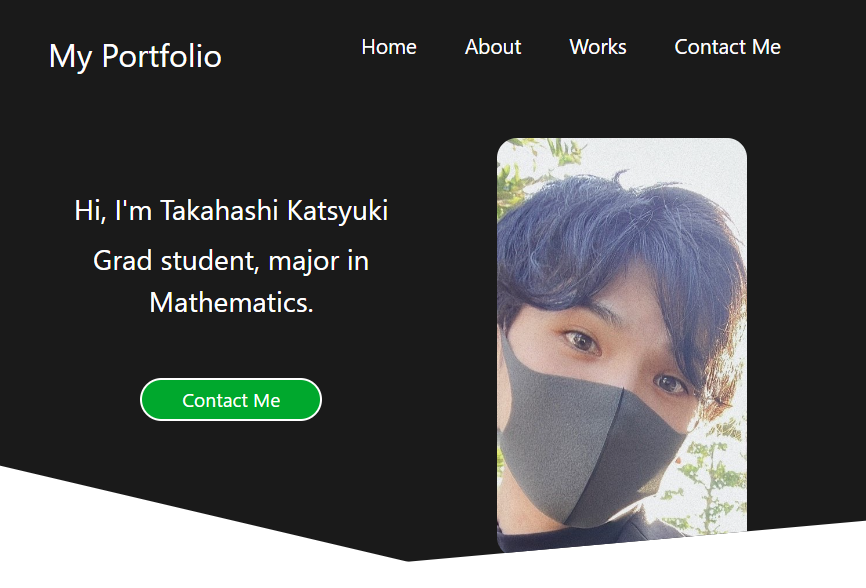 My Portfolio
Home
About
Works
Contact Me
Hi, I'm Takahashi Katsyuki
Grad student, major in
Mathematics.
Contact Me